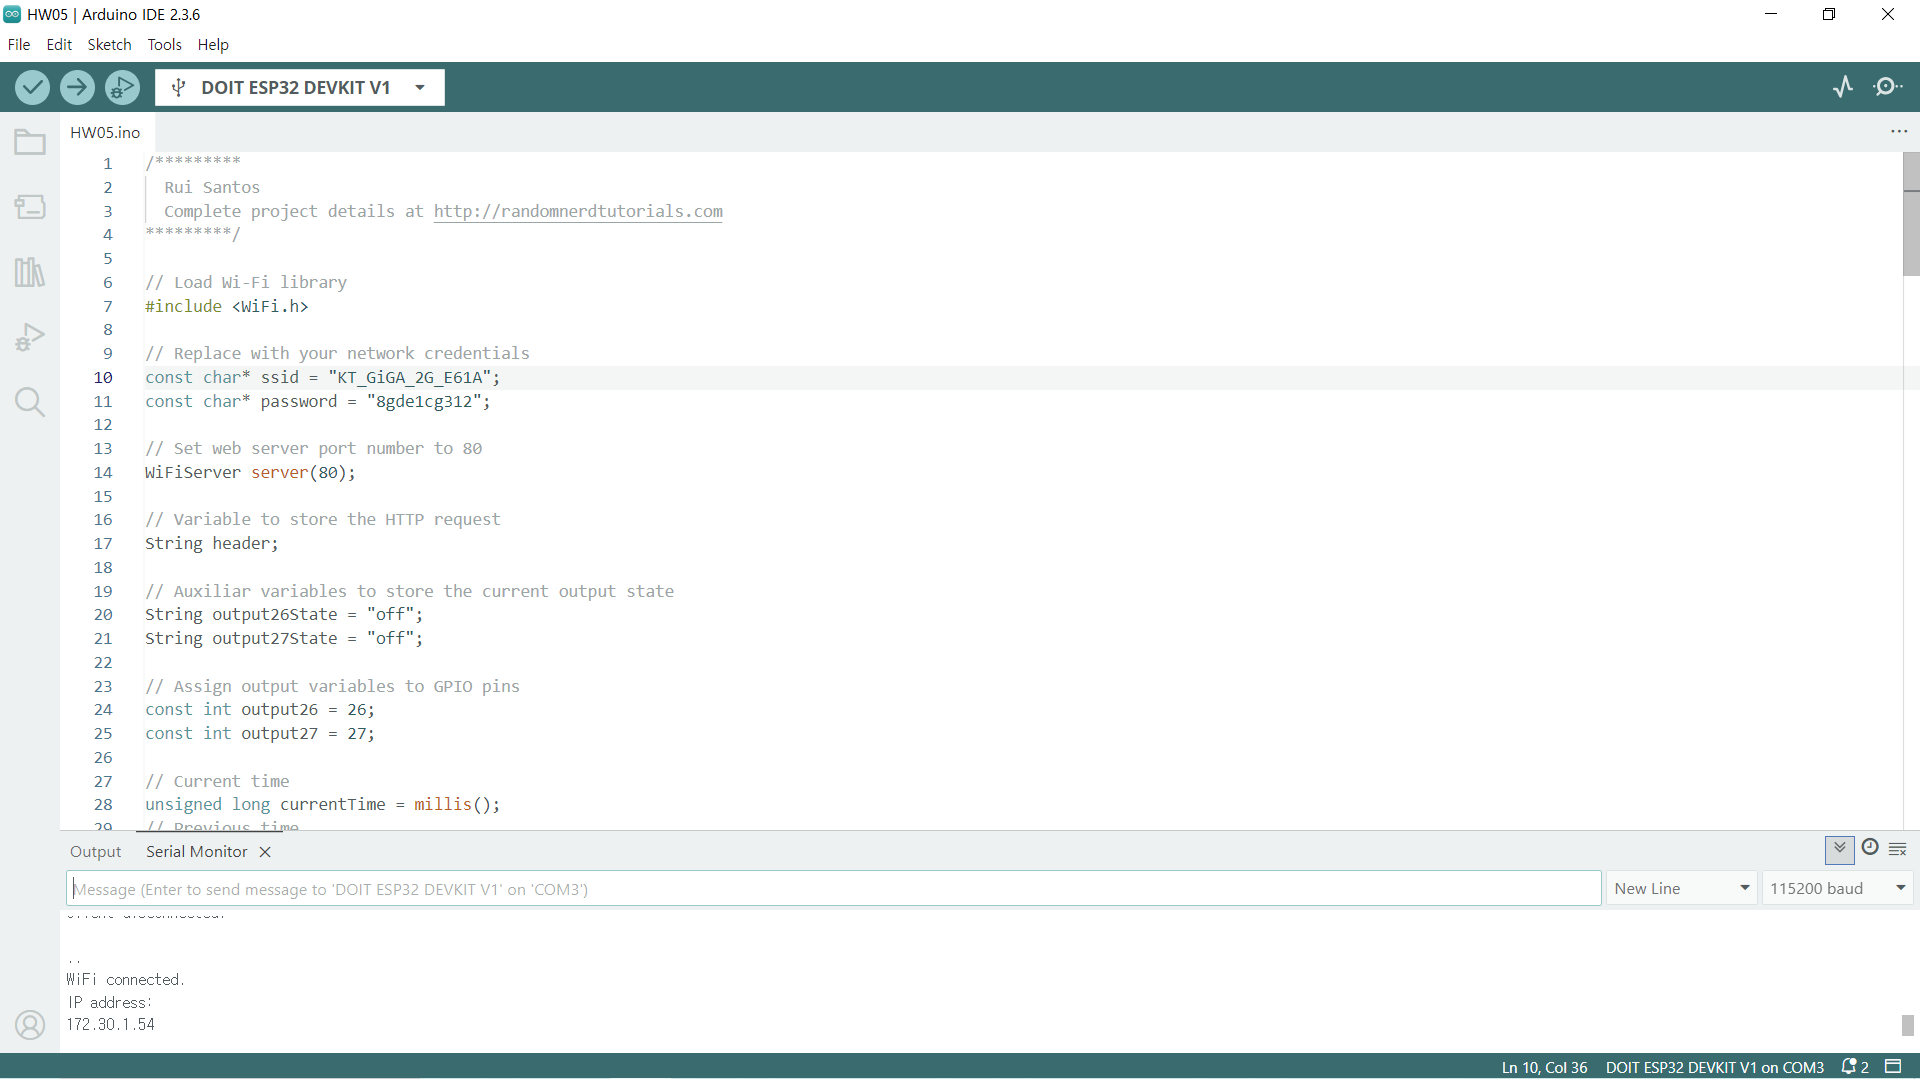 HW05 | Arduino IDE 2.3.6
File Edit Sketch Tools Help
DOIT ESP32 DEVKIT V1
HW05.ino
1 /*********
2 Rui Santos
3 Complete project details at http://randomnerdtutorials.com
4 *********/
5
6 // Load Wi-Fi library
7 #include <WiFi.h>
8
9 // Replace with your network credentials
10 const char* ssid = "KT_GiGA_2G_E61A";
11 const char* password = "8gde1cg312";
12
13 // Set web server port number to 80
14 WiFiServer server(80);
15
16 // Variable to store the HTTP request
17 String header;
18
19 // Auxiliar variables to store the current output state
20 String output26State = "off";
21 String output27State = "off";
22
23 // Assign output variables to GPIO pins
24 const int output26 = 26;
25 const int output27 = 27;
26
27 // Current time
28 unsigned long currentTime = millis();
29 // Previous time
Output Serial Monitor
Message (Enter to send message to 'DOIT ESP32 DEVKIT V1' on 'COM3') New Line 115200 baud
..
WiFi connected.
IP address:
172.30.1.54
Ln 10, Col 36 DOIT ESP32 DEVKIT V1 on COM3 2